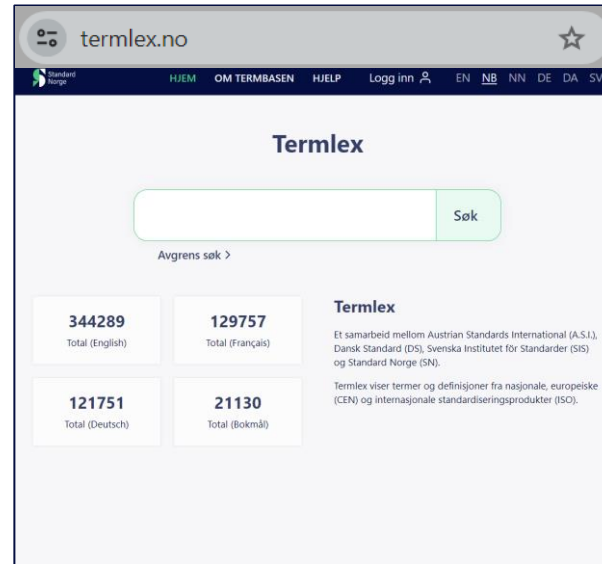 termlex.no
Standard
Norge
HJEM OM TERMBASEN HJELP Logg inn EN NB NN DE DA SV
Termlex
Søk
Avgrens søk >
344289
Total (English)
129757
Total (Français)
121751
Total (Deutsch)
21130
Total (Bokmål)
Termlex
Et samarbeid mellom Austrian Standards International (A.S.I.),
Dansk Standard (DS), Svenska Institutet för Standarder (SIS)
og Standard Norge (SN).
Termlex viser termer og definisjoner fra nasjonale, europeiske
(CEN) og internasjonale standardiseringsprodukter (ISO).